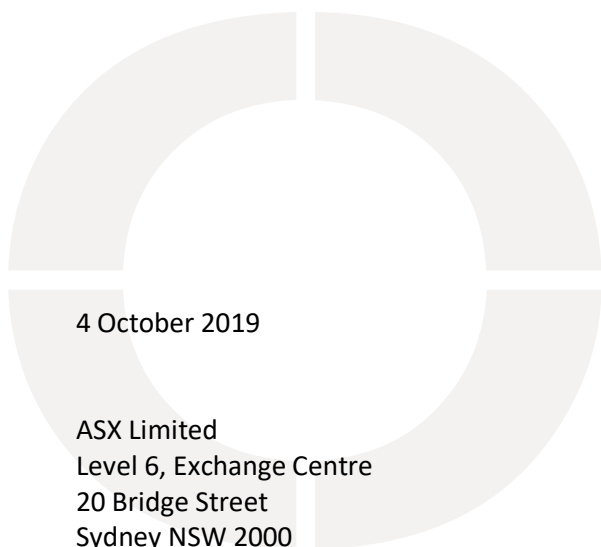 4 October 2019
ASX Limited
Level 6, Exchange Centre
20 Bridge Street
Sydney NSW 2000